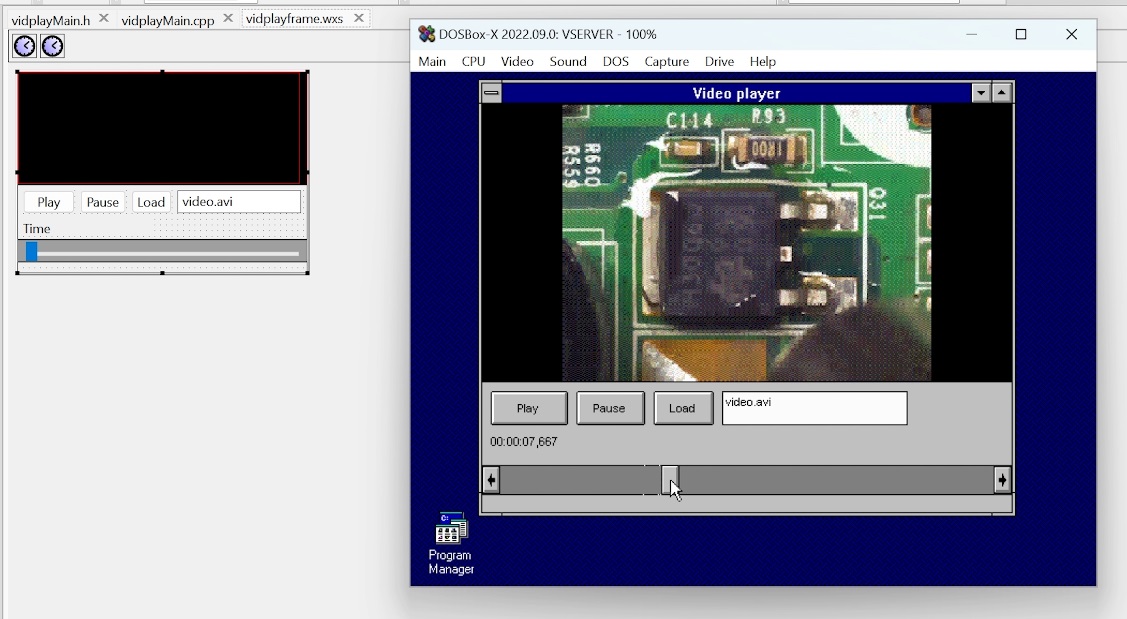 vidplayMain.h
vidplayMain.cpp
vidplayframe.wxs
Play
Pause
Load
video.avi
Time
DOSBox-X 2022.09.0: VSERVER - 100%
Main CPU Video Sound DOS Capture Drive Help
Video player
C114
R93
R660
R559
1R00
Q31
Play
Pause
Load
video.avi
00:00:07,667
C:
Program
Manager